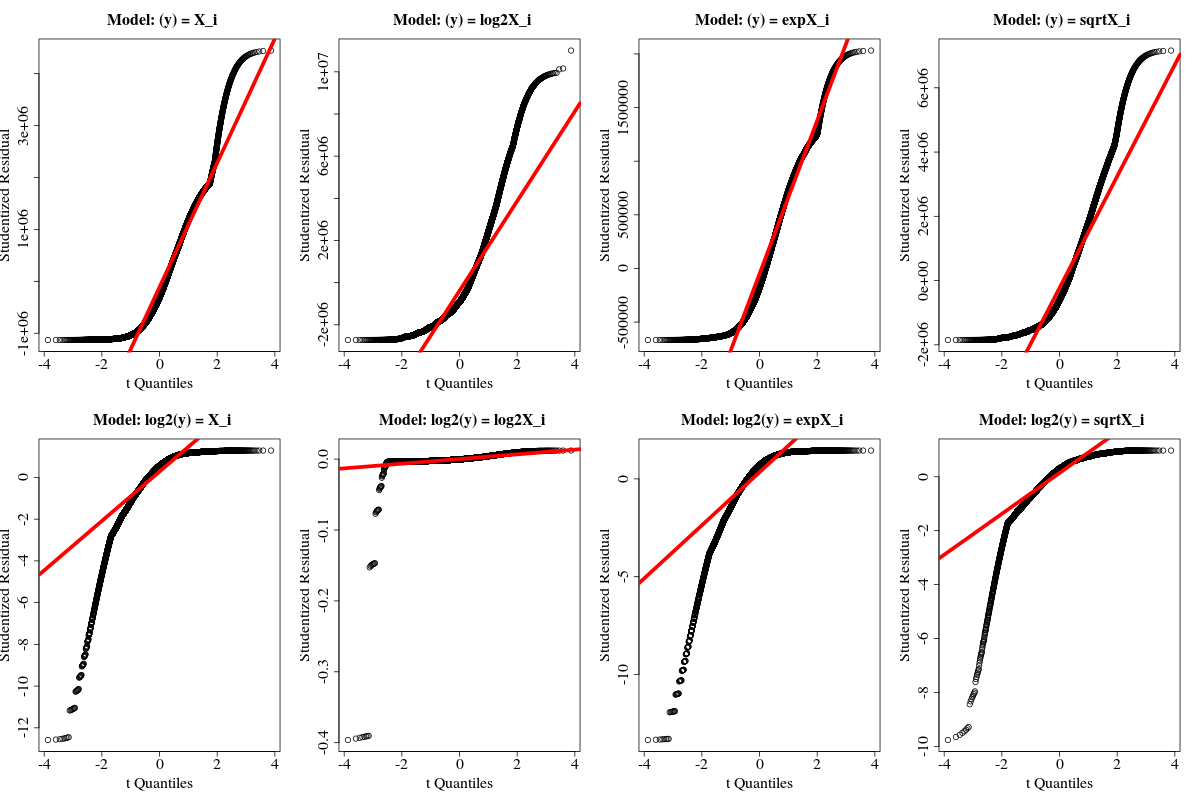 Model: (y) = X_i
Studentized Residual
-1e+06 1e+06 3e+06
-4 -2 0 2 4
t Quantiles
Model: (y) = log2X_i
Studentized Residual
-2e+06 2e+06 6e+06 1e+07
-4 -2 0 2 4
t Quantiles
Model: (y) = expX_i
Studentized Residual
-500000 0 500000 1500000
-4 -2 0 2 4
t Quantiles
Model: (y) = sqrtX_i
Studentized Residual
-2e+06 0e+00 2e+06 4e+06 6e+06
-4 -2 0 2 4
t Quantiles
Model: log2(y) = X_i
Studentized Residual
-12 -10 -8 -6 -4 -2 0
-4 -2 0 2 4
t Quantiles
Model: log2(y) = log2X_i
Studentized Residual
-0.4 -0.3 -0.2 -0.1 0.0
-4 -2 0 2 4
t Quantiles
Model: log2(y) = expX_i
Studentized Residual
-10 -5 0
-4 -2 0 2 4
t Quantiles
Model: log2(y) = sqrtX_i
Studentized Residual
-10 -8 -6 -4 -2 0
-4 -2 0 2 4
t Quantiles